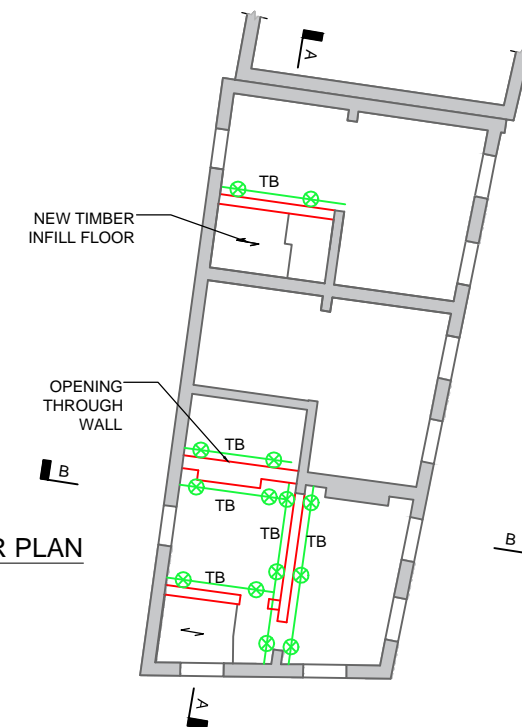 A
TB
NEW TIMBER
INFILL FLOOR
OPENING
THROUGH
WALL
TB
B
TB
TB
TB
B
R PLAN
TB
A